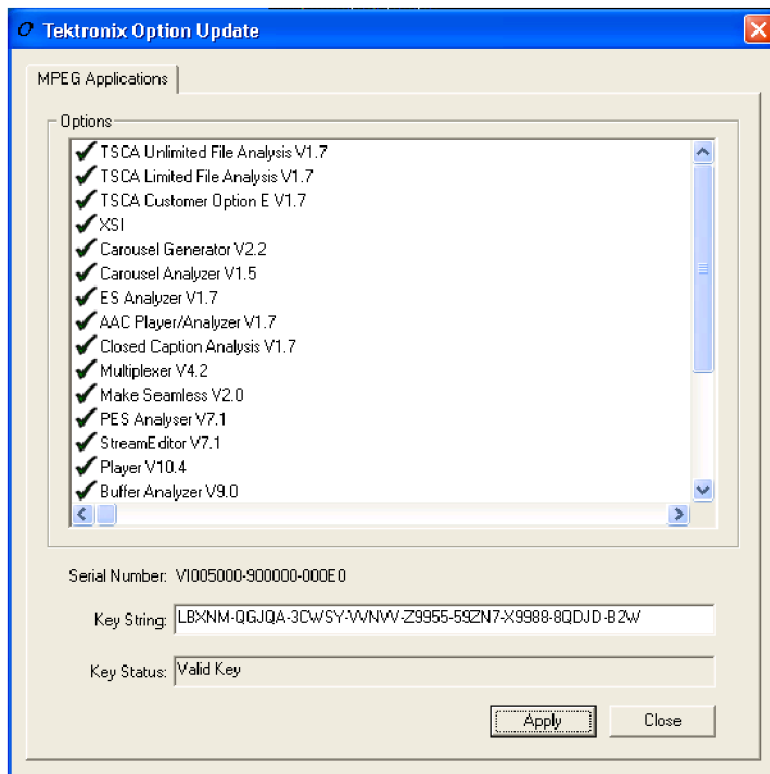 Tektronix Option Update
MPEG Applications
Options
TSCA Unlimited File Analysis V1.7
TSCA Limited File Analysis V1.7
TSCA Customer Option E V1.7
XSI
Carousel Generator V2.2
Carousel Analyzer V1.5
ES Analyzer V1.7
AAC Player/Analyzer V1.7
Closed Caption Analysis V1.7
Multiplexer V4.2
Make Seamless V2.0
PES Analyser V7.1
StreamEditor V7.1
Player V10.4
Buffer Analyzer V9.0
Serial Number: V1005000-900000-000E0
Key String: LBXNM-QGJQA-3CWSY-VVNVV-Z9955-59ZN7-X9988-8QDJD-B2W
Key Status: Valid Key
Apply Close